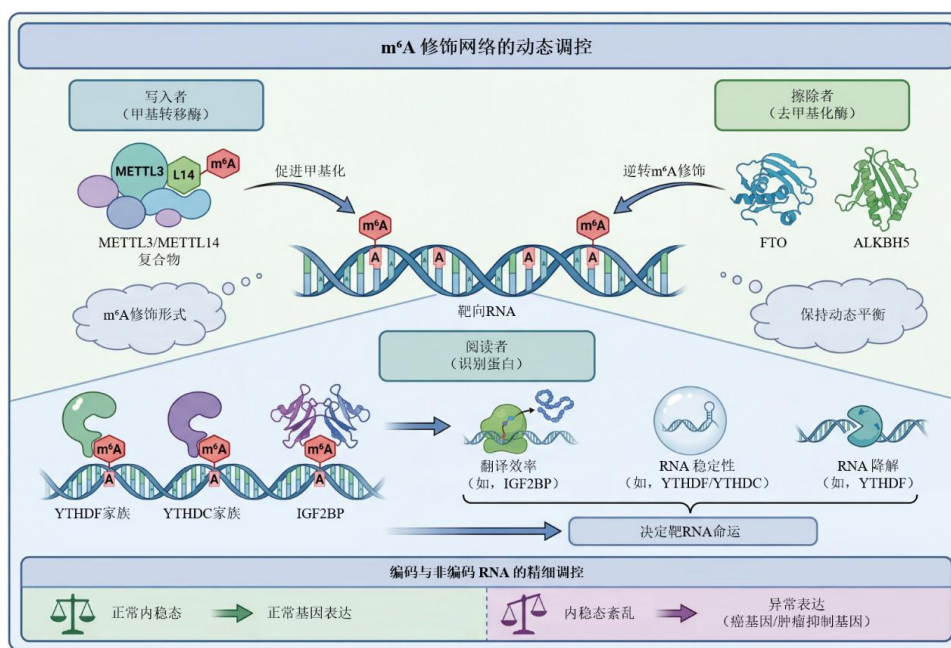 m⁶A 修饰网络的动态调控
写入者
（甲基转移酶）
擦除者
（去甲基化酶）
METTL3
L14
m⁶A
促进甲基化
逆转m⁶A修饰
METTL3/METTL14
复合物
FTO
ALKBH5
m⁶A
m⁶A
A
A
A
A
m⁶A修饰形式
靶向RNA
保持动态平衡
阅读者
（识别蛋白）
m⁶A
m⁶A
m⁶A
A
A
A
YTHDF家族
YTHDC家族
IGF2BP
翻译效率
（如，IGF2BP）
RNA 稳定性
（如，YTHDF/YTHDC）
RNA 降解
（如，YTHDF）
决定靶RNA命运
编码与非编码 RNA 的精细调控
正常内稳态
正常基因表达
内稳态紊乱
异常表达
（癌基因/肿瘤抑制基因）